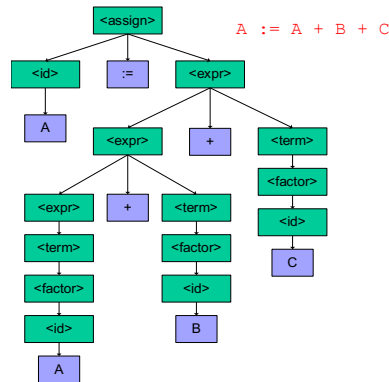 <assign> A := A + B + C
<id> := <expr>
A <expr> + <term>
<expr> + <term> <factor>
<term> <factor> <id>
<factor> <id> C
<id> B
A